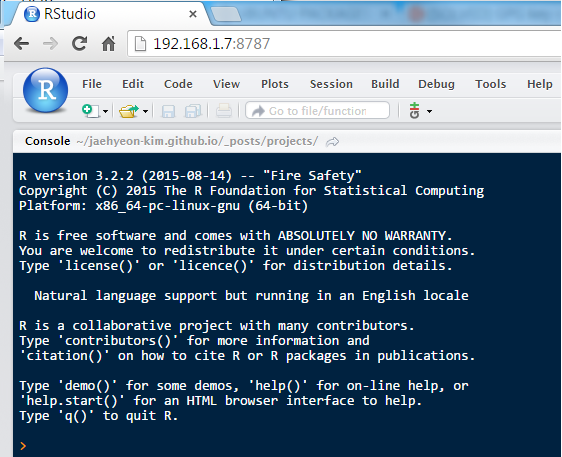 RStudio
192.168.1.7:8787
R
File Edit Code View Plots Session Build Debug Tools Help
Go to file/function
Console ~/jaehyeon-kim.github.io/_posts/projects/
R version 3.2.2 (2015-08-14) -- "Fire Safety"
Copyright (C) 2015 The R Foundation for Statistical Computing
Platform: x86_64-pc-linux-gnu (64-bit)
R is free software and comes with ABSOLUTELY NO WARRANTY.
You are welcome to redistribute it under certain conditions.
Type 'license()' or 'licence()' for distribution details.
Natural language support but running in an English locale
R is a collaborative project with many contributors.
Type 'contributors()' for more information and
'citation()' on how to cite R or R packages in publications.
Type 'demo()' for some demos, 'help()' for on-line help, or
'help.start()' for an HTML browser interface to help.
Type 'q()' to quit R.
>